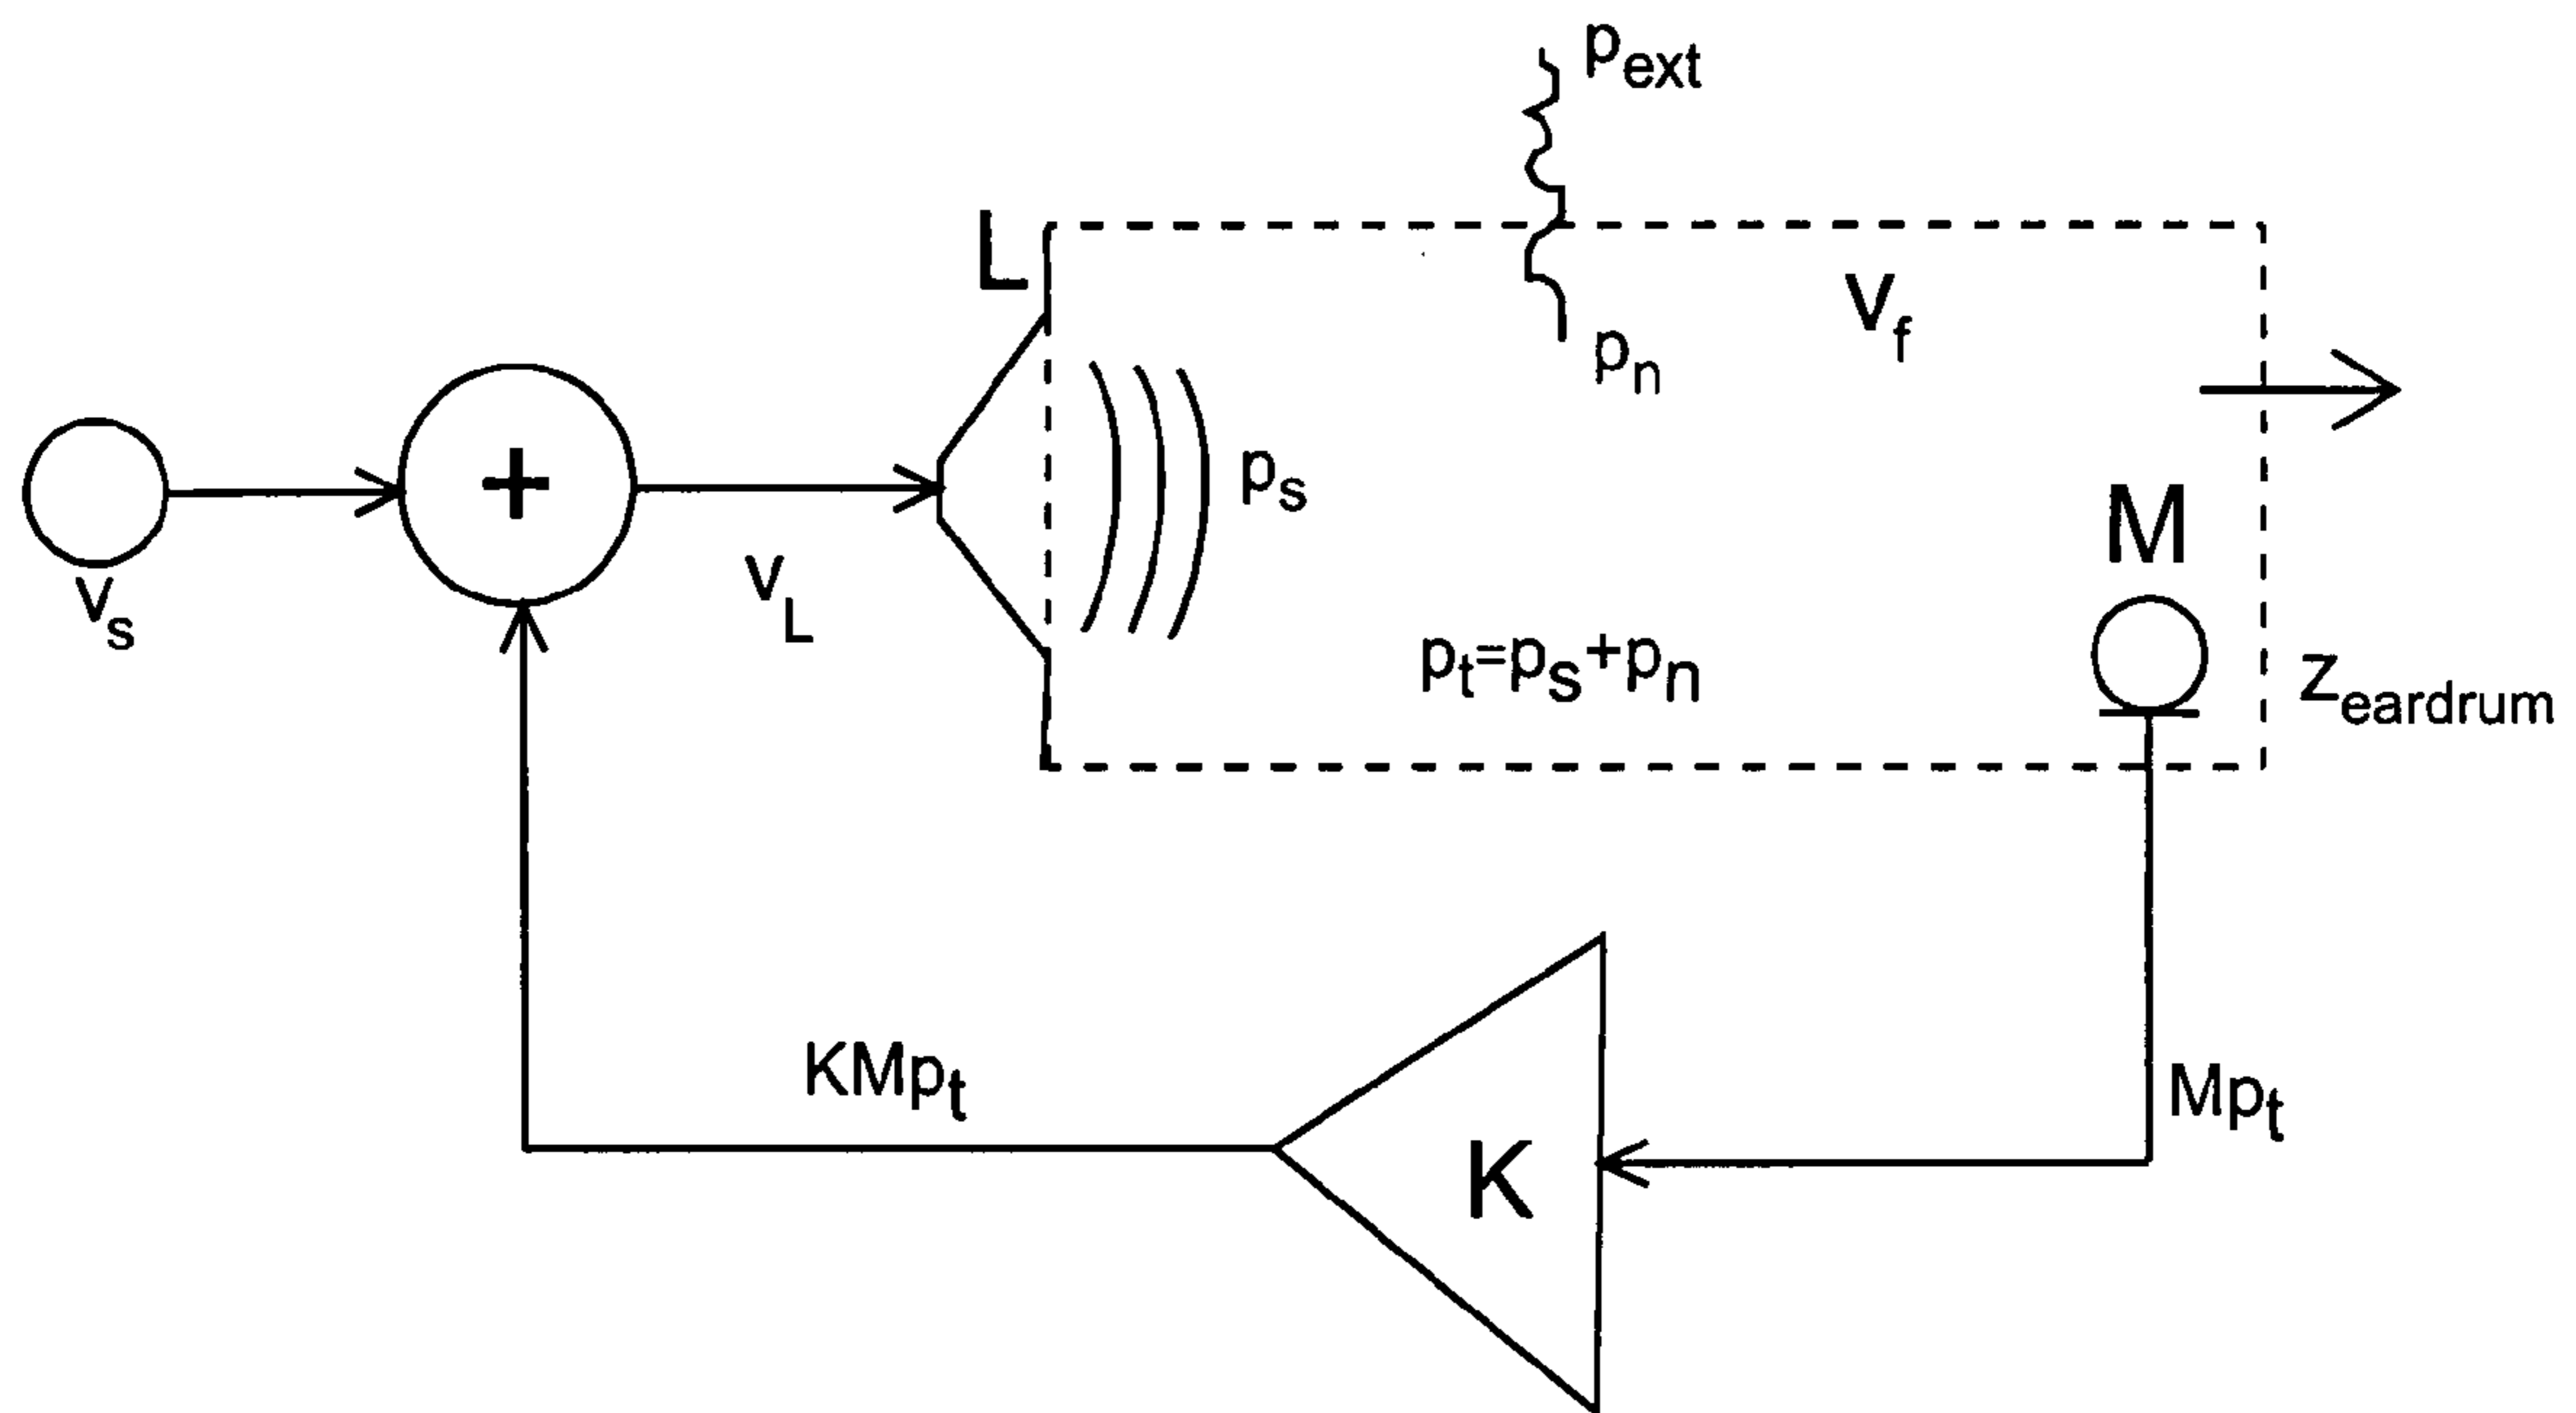 p_ext
L
v_f
p_n
+
p_s
M
v_s
v_L
p_t=p_s+p_n
z_eardrum
KMp_t
Mp_t
K